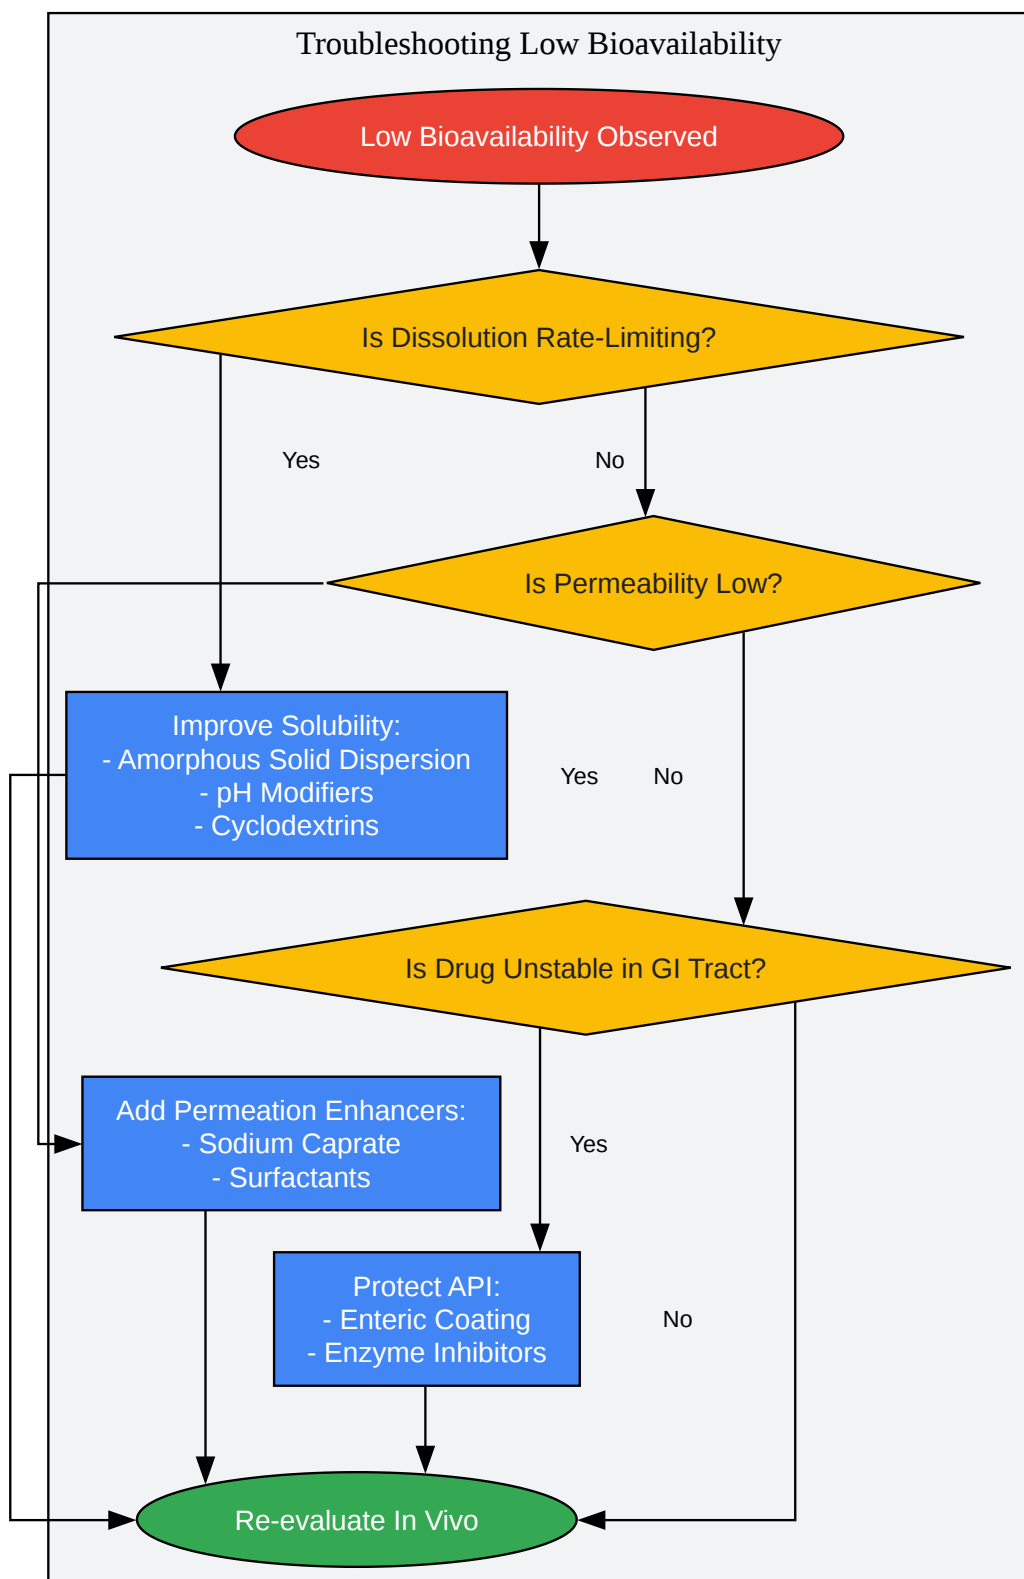 Troubleshooting Low Bioavailability
Low Bioavailability Observed
Is Dissolution Rate-Limiting?
Yes
No
Is Permeability Low?
Improve Solubility:
- Amorphous Solid Dispersion
- pH Modifiers
- Cyclodextrins
Yes
No
Is Drug Unstable in GI Tract?
Add Permeation Enhancers:
- Sodium Caprate
- Surfactants
Yes
Protect API:
- Enteric Coating
- Enzyme Inhibitors
No
Re-evaluate In Vivo